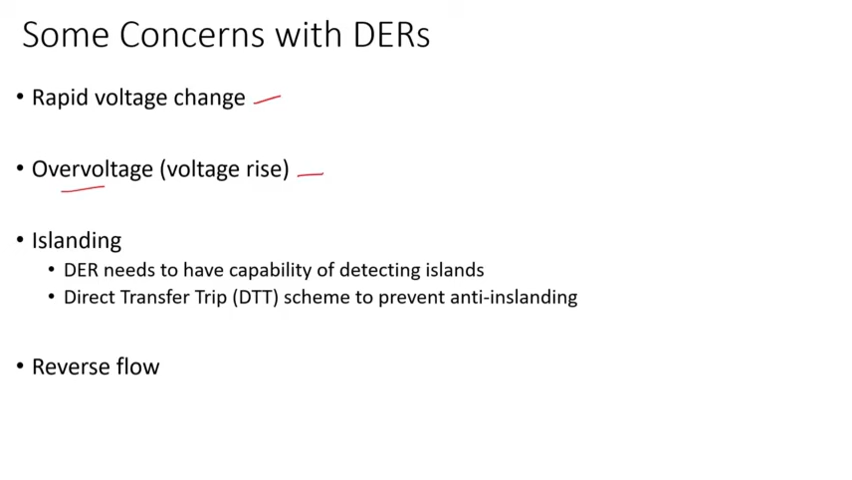 Some Concerns with DERs
• Rapid voltage change
• Overvoltage (voltage rise)
• Islanding
• DER needs to have capability of detecting islands
• Direct Transfer Trip (DTT) scheme to prevent anti-inslanding
• Reverse flow